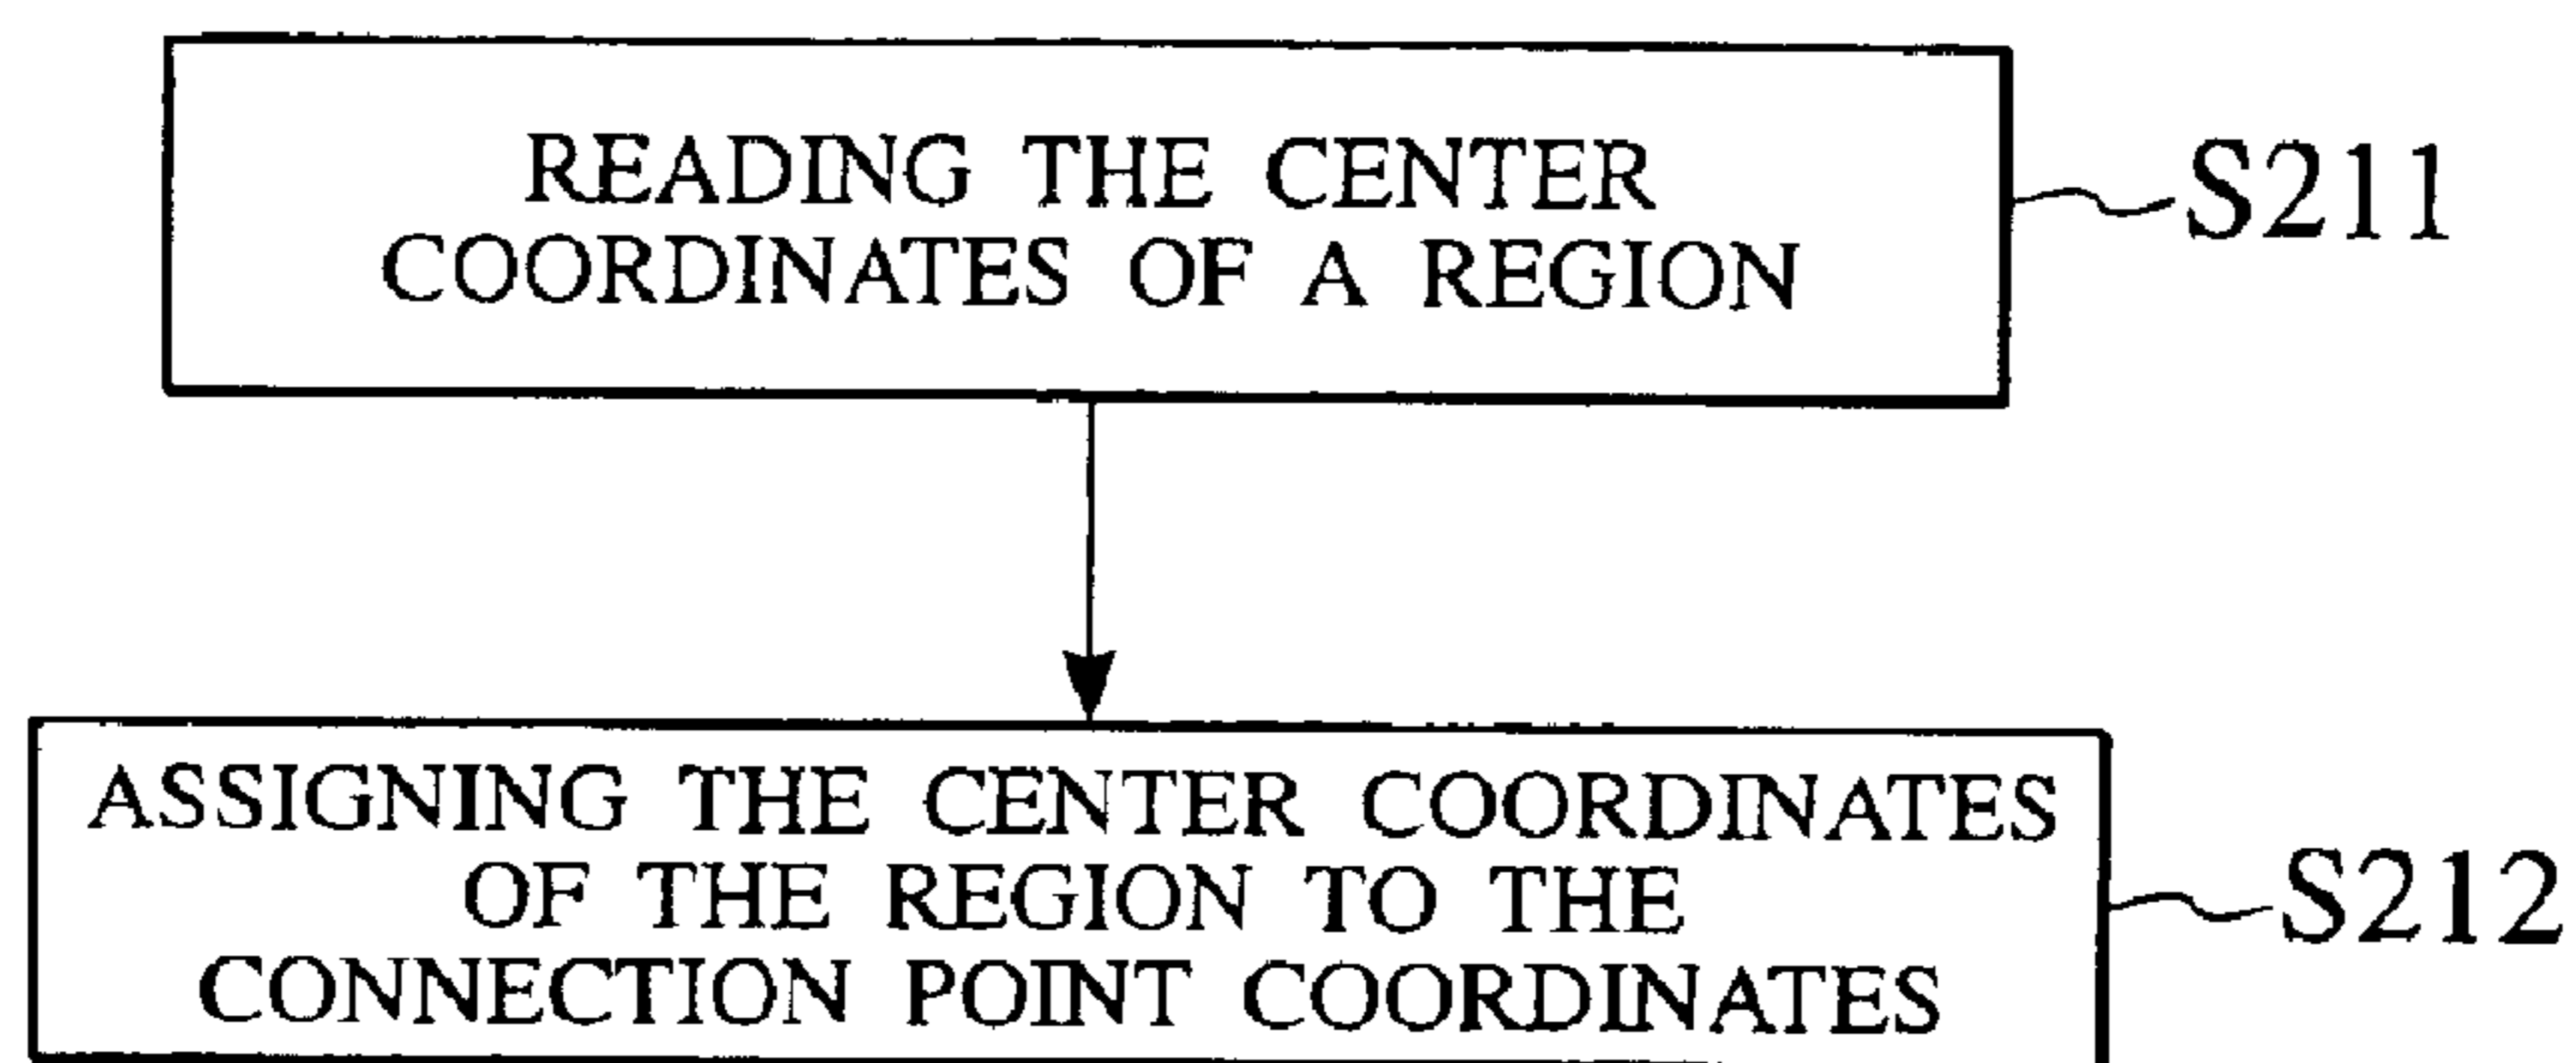 READING THE CENTER
COORDINATES OF A REGION
S211
ASSIGNING THE CENTER COORDINATES
OF THE REGION TO THE
CONNECTION POINT COORDINATES
S212